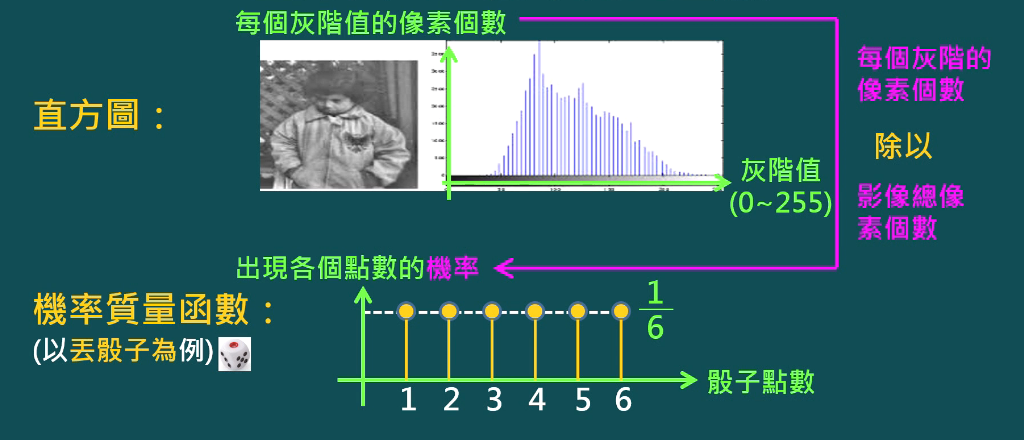 每個灰階值的像素個數
直方圖：
灰階值
(0~255)
每個灰階的
像素個數
除以
影像總像
素個數
出現各個點數的機率
機率質量函數：
(以丟骰子為例)
1
6
骰子點數
1 2 3 4 5 6